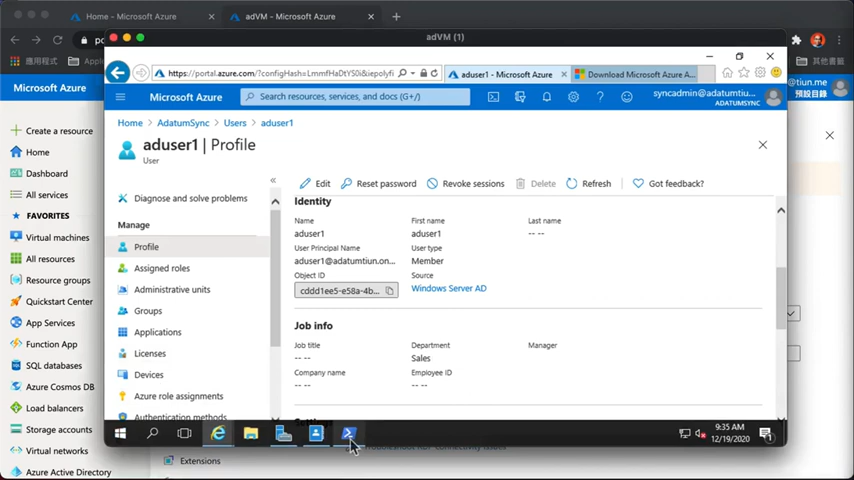 Home - Microsoft Azure
adVM - Microsoft Azure
adVM (1)
應用程式
其他書籤
https://portal.azure.com/?configHash=LmmfHaDtYS0i&iepolyfi
aduser1 - Microsoft Azure
Download Microsoft Azure A...
Microsoft Azure
@tiun.me
預設目錄
Microsoft Azure
Search resources, services, and docs (G+/)
syncadmin@adatumtiun....
ADATUMSYNC
Home
AdatumSync
Users
aduser1
Create a resource
Home
Dashboard
All services
FAVORITES
Virtual machines
All resources
Resource groups
Quickstart Center
App Services
Function App
SQL databases
Azure Cosmos DB
Load balancers
Storage accounts
Virtual networks
Azure Active Directory
aduser1 | Profile
User
Diagnose and solve problems
Manage
Profile
Assigned roles
Administrative units
Groups
Applications
Licenses
Devices
Azure role assignments
Authentication methods
Edit
Reset password
Revoke sessions
Delete
Refresh
Got feedback?
Identity
Name
First name
Last name
aduser1
aduser1
-- --
User Principal Name
User type
aduser1@adatumtiun.on...
Member
Object ID
Source
cddd1ee5-e58a-4b...
Windows Server AD
Job info
Job title
Department
Manager
-- --
Sales
Company name
Employee ID
-- --
-- --
9:35 AM
12/19/2020
Extensions